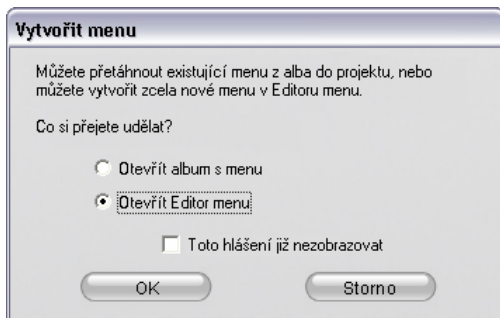 Vytvořit menu
Můžete přetáhnout existující menu z alba do projektu, nebo
můžete vytvořit zcela nové menu v Editoru menu.
Co si přejete udělat?
Otevřít album s menu
Otevřít Editor menu
Toto hlášení již nezobrazovat
OK Storno